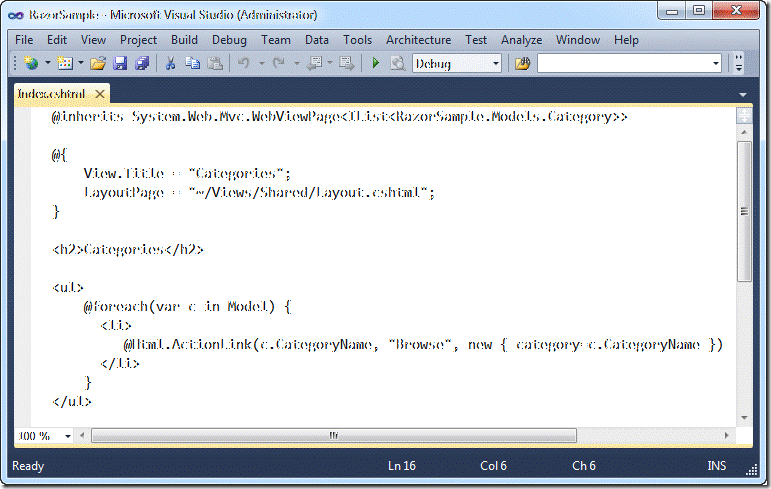 RazorSample - Microsoft Visual Studio (Administrator)
File Edit View Project Build Debug Team Data Tools Architecture Test Analyze Window Help
Debug
Index.cshtml
@inherits System.Web.Mvc.WebViewPage<IList<RazorSample.Models.Category>>
@{
View.Title = "Categories";
LayoutPage = "~/Views/Shared/Layout.cshtml";
}
<h2>Categories</h2>
<ul>
@foreach(var c in Model) {
<li>
@Html.ActionLink(c.CategoryName, "Browse", new { category=c.CategoryName })
</li>
}
</ul>
100 %
Ready Ln 16 Col 6 Ch 6 INS